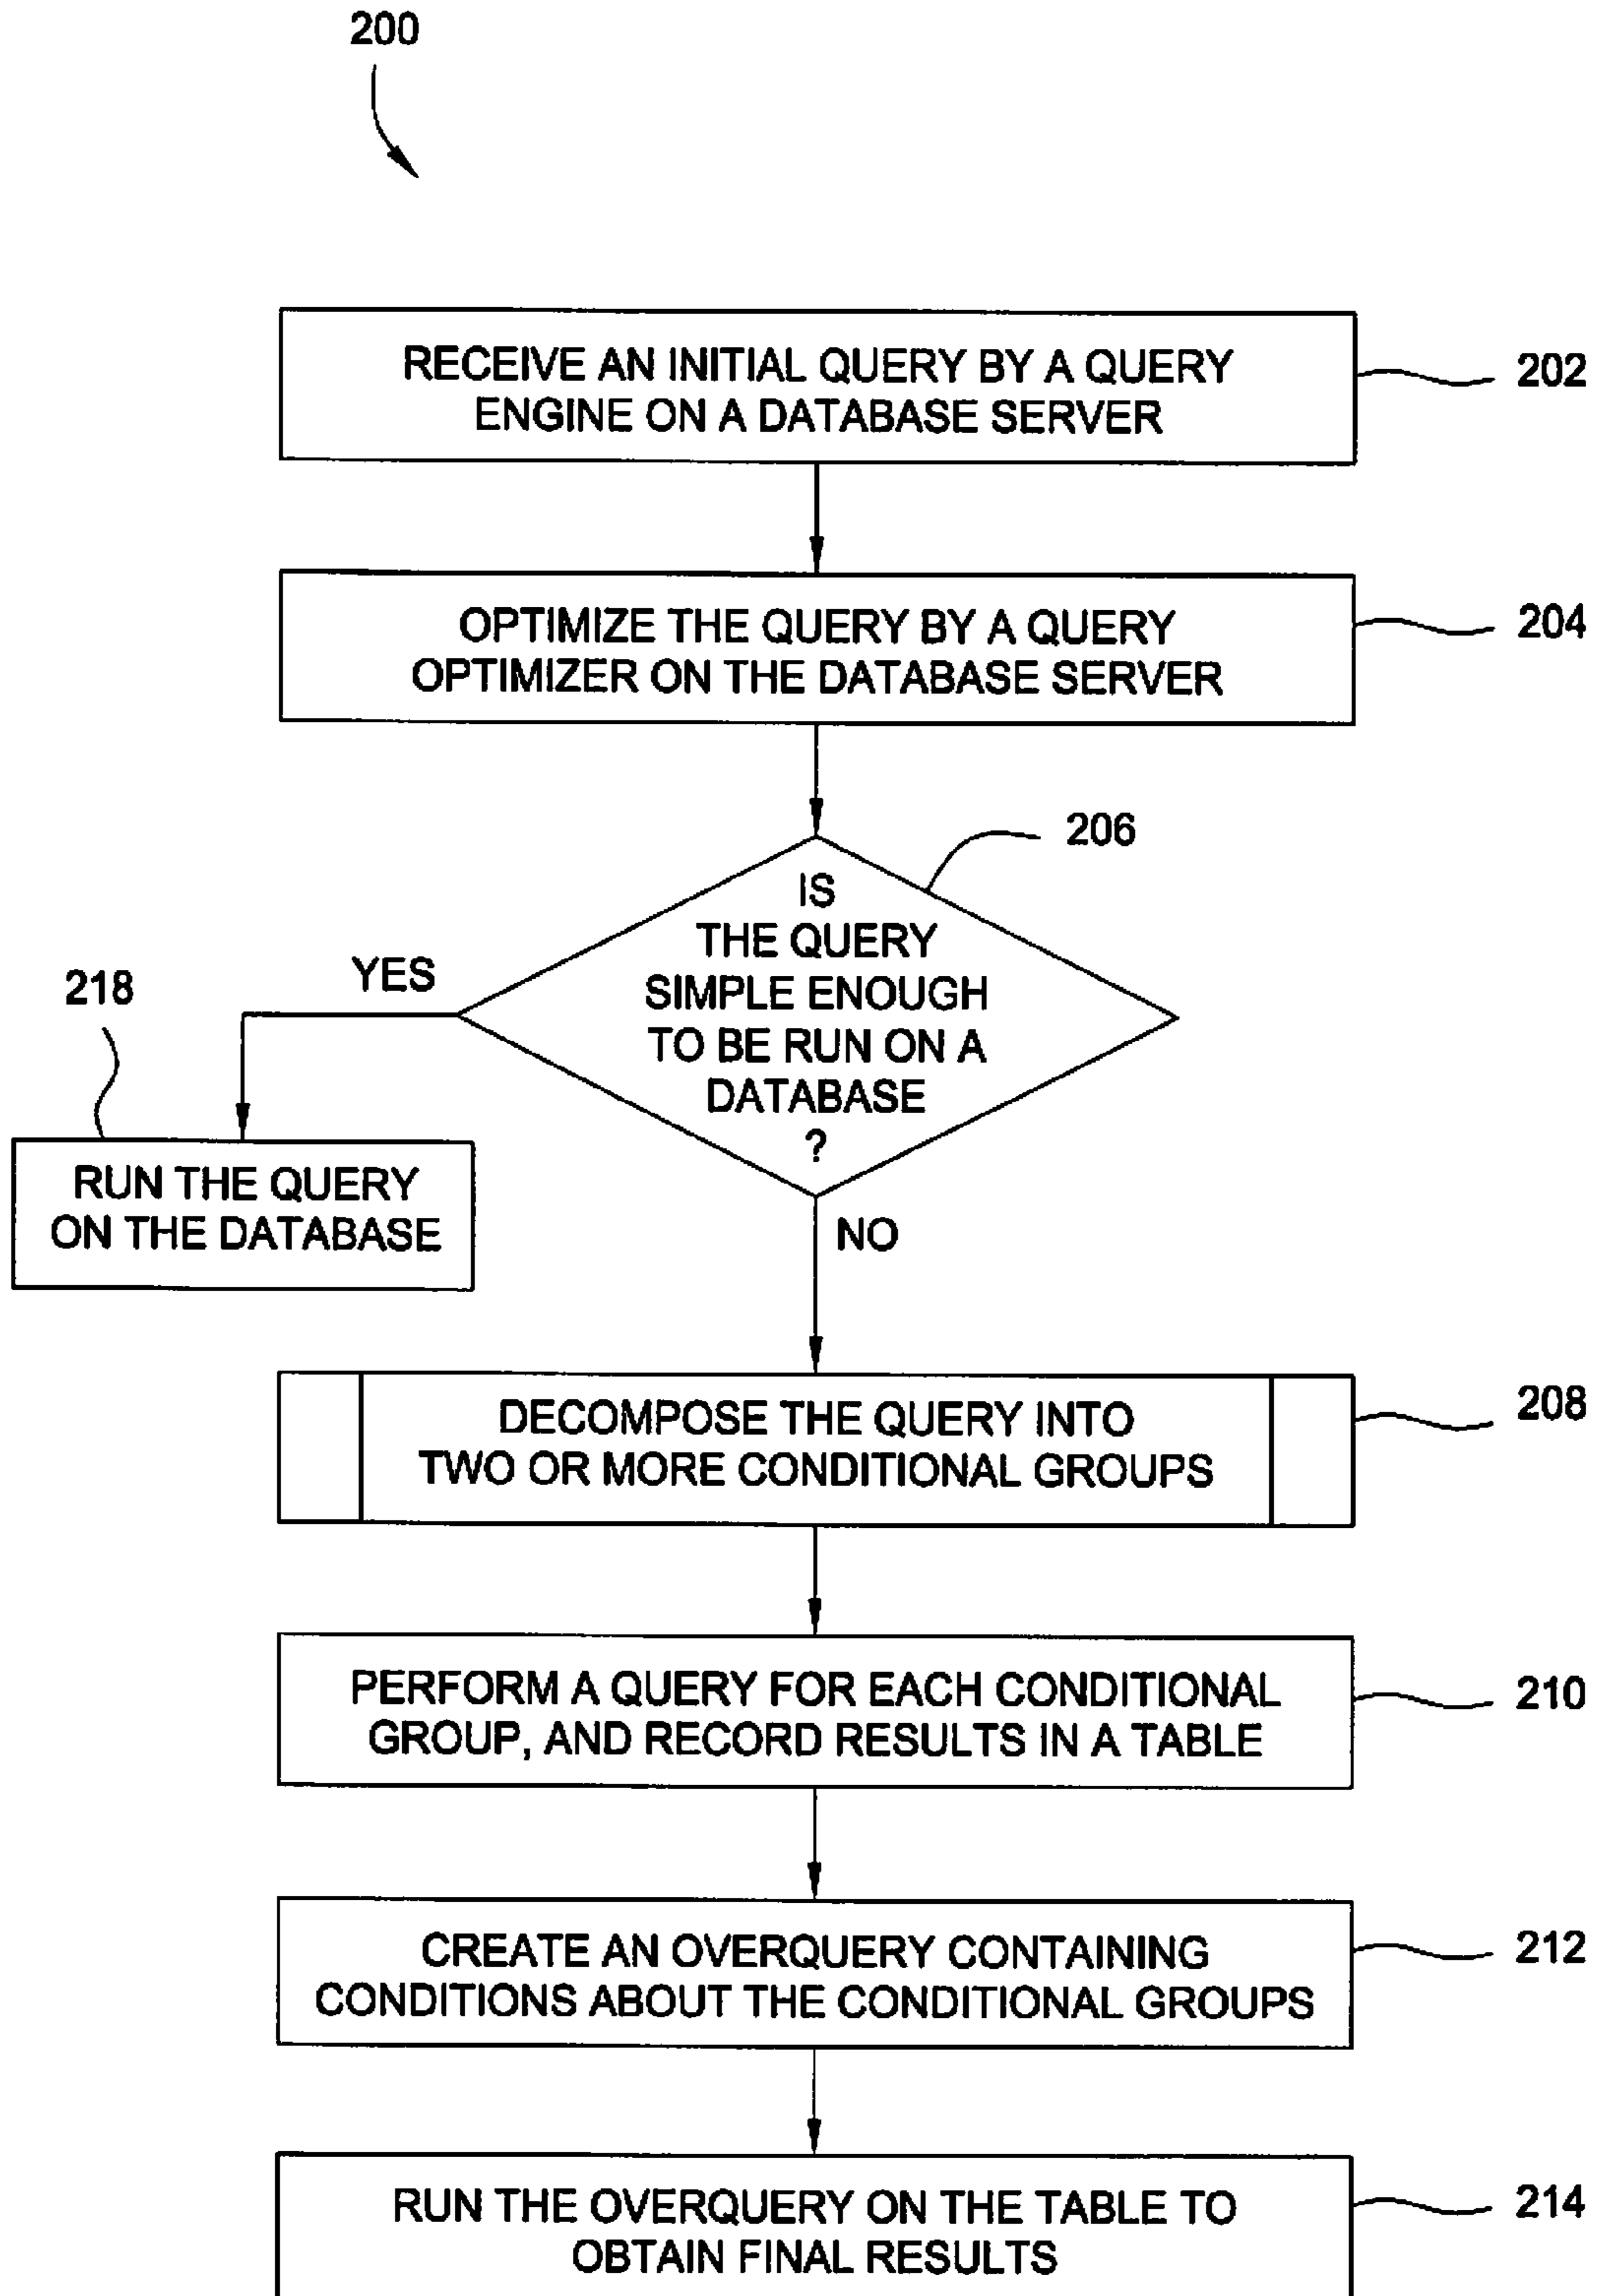 200
RECEIVE AN INITIAL QUERY BY A QUERY
ENGINE ON A DATABASE SERVER
202
OPTIMIZE THE QUERY BY A QUERY
OPTIMIZER ON THE DATABASE SERVER
204
206
IS
THE QUERY
SIMPLE ENOUGH
TO BE RUN ON A
DATABASE
?
YES
218
RUN THE QUERY
ON THE DATABASE
NO
DECOMPOSE THE QUERY INTO
TWO OR MORE CONDITIONAL GROUPS
208
PERFORM A QUERY FOR EACH CONDITIONAL
GROUP, AND RECORD RESULTS IN A TABLE
210
CREATE AN OVERQUERY CONTAINING
CONDITIONS ABOUT THE CONDITIONAL GROUPS
212
RUN THE OVERQUERY ON THE TABLE TO
OBTAIN FINAL RESULTS
214